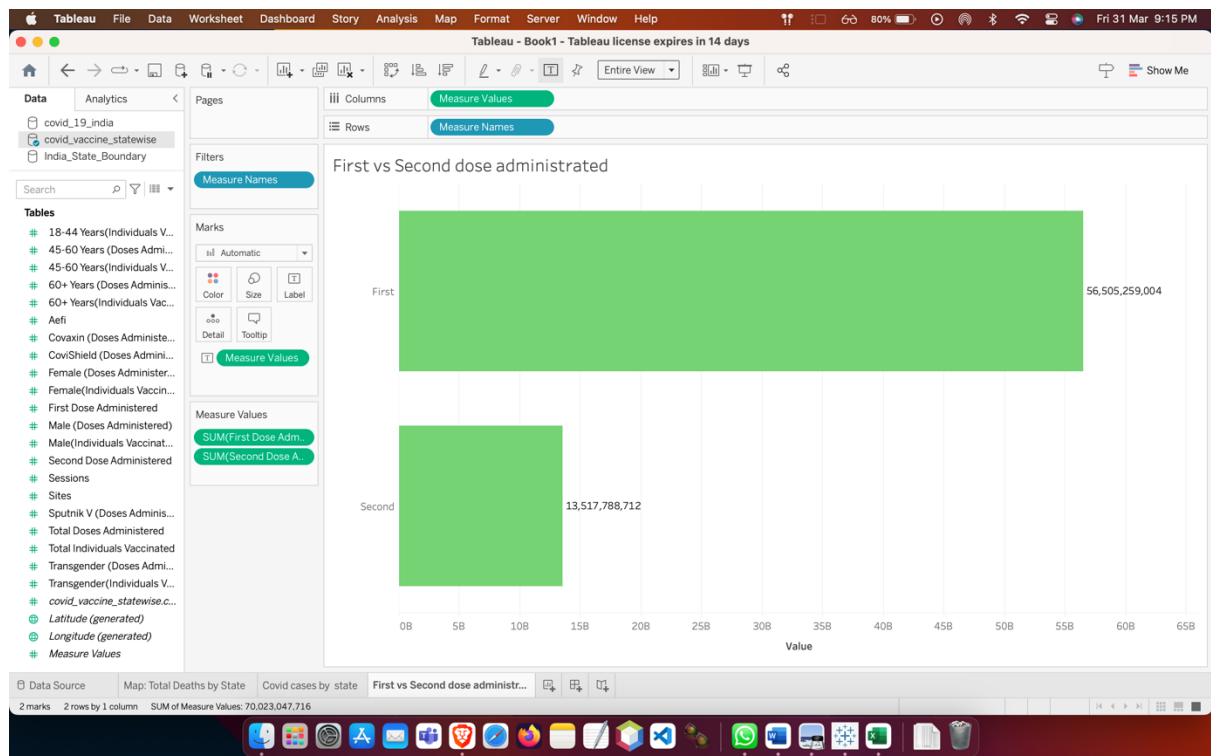 Tableau File Data Worksheet Dashboard Story Analysis Map Format Server Window Help 80% Fri 31 Mar 9:15 PM
Tableau - Book1 - Tableau license expires in 14 days
Entire View Show Me
Data Analytics
covid_19_india
covid_vaccine_statewise
India_State_Boundary
Search
Tables
18-44 Years(Individuals V...
45-60 Years (Doses Admi...
45-60 Years(Individuals V...
60+ Years (Doses Adminis...
60+ Years(Individuals Vac...
Aefi
Covaxin (Doses Administe...
CoviShield (Doses Admini...
Female (Doses Administer...
Female(Individuals Vaccin...
First Dose Administered
Male (Doses Administered)
Male(Individuals Vaccinat...
Second Dose Administered
Sessions
Sites
Sputnik V (Doses Adminis...
Total Doses Administered
Total Individuals Vaccinated
Transgender (Doses Admi...
Transgender(Individuals V...
covid_vaccine_statewise.c...
Latitude (generated)
Longitude (generated)
Measure Values
Pages
Filters
Measure Names
Marks
Automatic
Color Size Label
Detail Tooltip
Measure Values
Measure Values
SUM(First Dose Adm..
SUM(Second Dose A..
Columns Measure Values
Rows Measure Names
First vs Second dose administrated
First 56,505,259,004
Second 13,517,788,712
0B 5B 10B 15B 20B 25B 30B 35B 40B 45B 50B 55B 60B 65B
Value
Data Source Map: Total Deaths by State Covid cases by state First vs Second dose administr...
2 marks 2 rows by 1 column SUM of Measure Values: 70,023,047,716